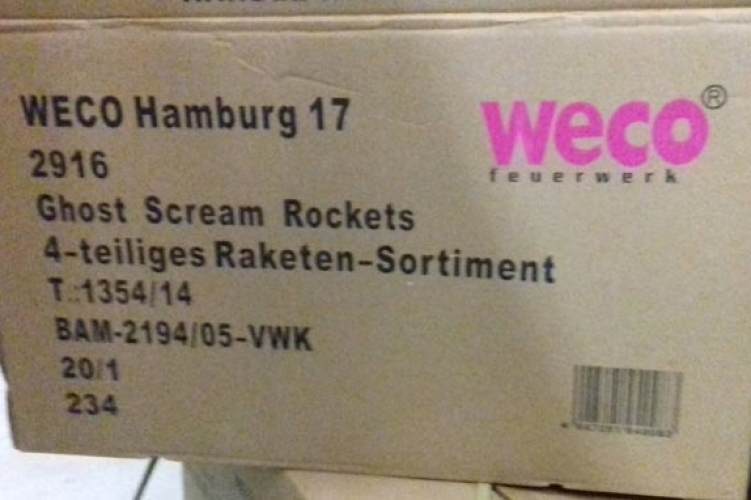 WECO Hamburg 17
2916
Ghost Scream Rockets
4-teiliges Raketen-Sortiment
T.:1354/14
BAM-2194/05-VWK
20/1
234
weco®
feuerwerk